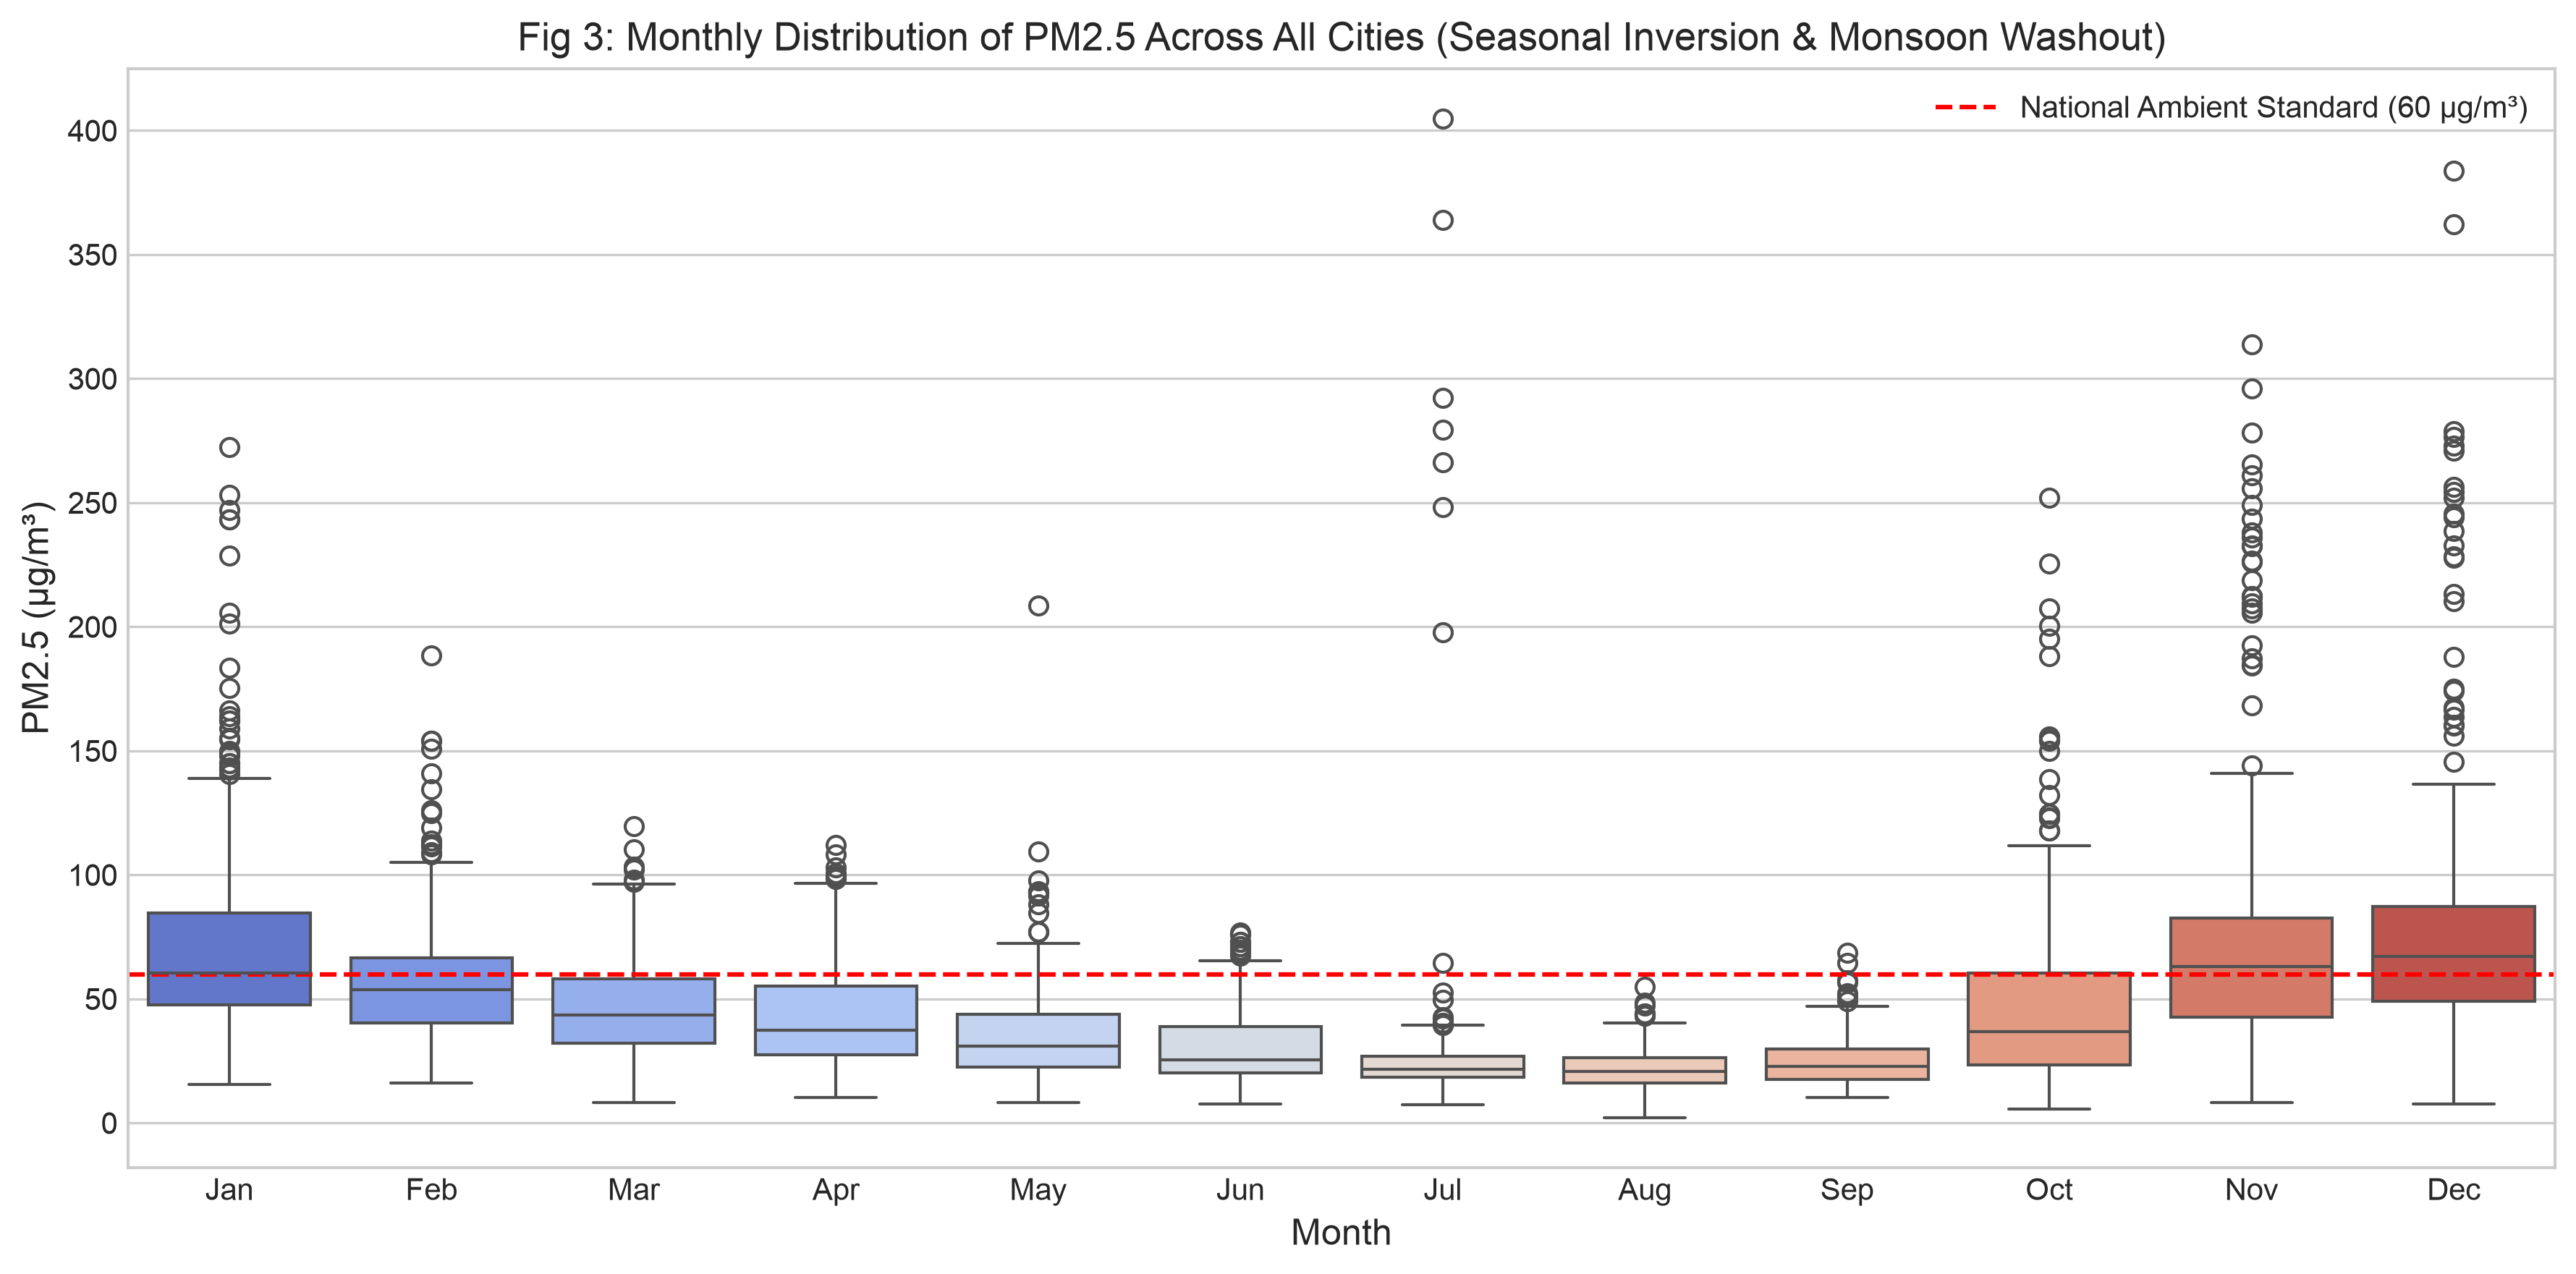 Fig 3: Monthly Distribution of PM2.5 Across All Cities (Seasonal Inversion & Monsoon Washout)
National Ambient Standard (60 µg/m³)
PM2.5 (µg/m³)
400
350
300
250
200
150
100
50
0
Jan Feb Mar Apr May Jun Jul Aug Sep Oct Nov Dec
Month